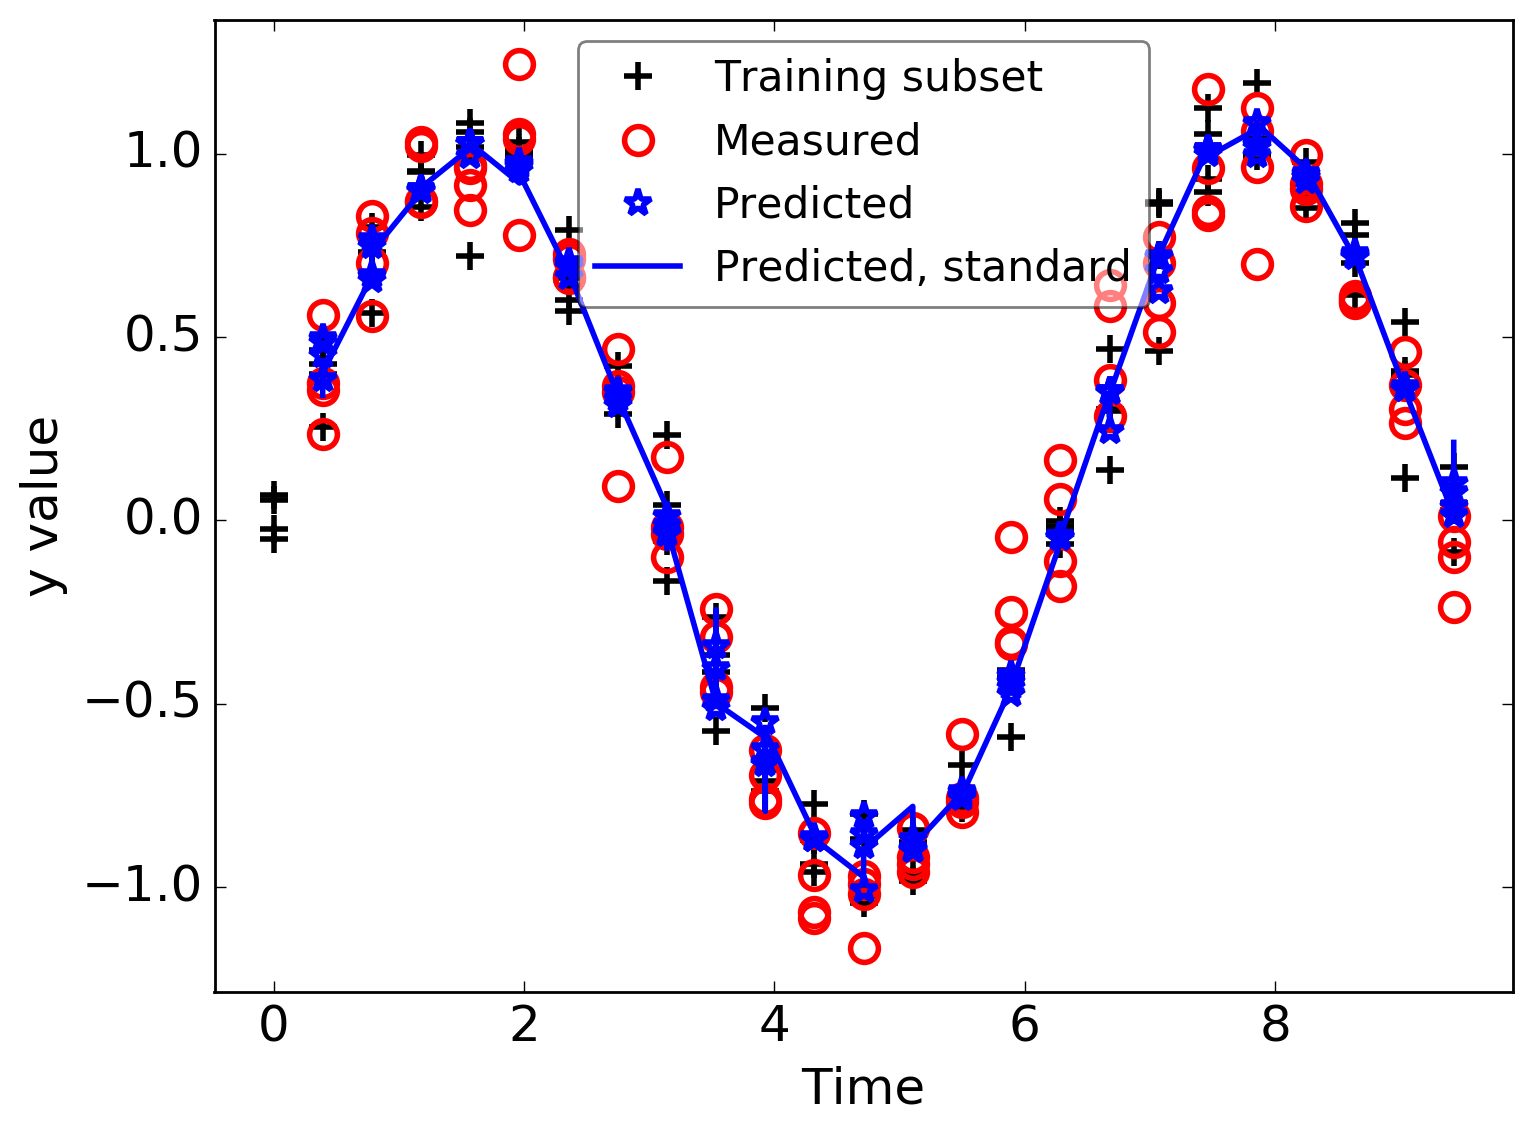 Training subset
Measured
Predicted
Predicted, standard
1.0
0.5
0.0
−0.5
−1.0
y value
0 2 4 6 8
Time